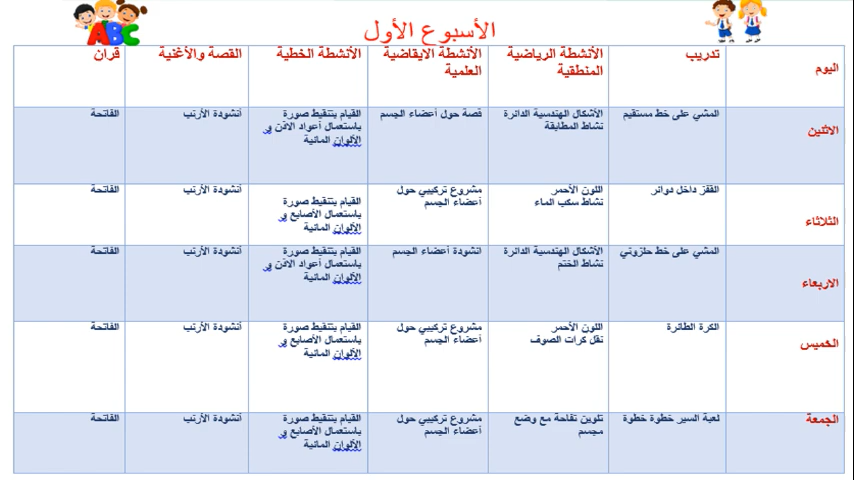 ABC
الأسبوع الأول
اليوم
تدريب
الأنشطة الرياضية
المنطقية
الأنشطة الايقاضية
العلمية
الأنشطة الخطية
القصة والأغنية
قرآن
الاثنين
المشي على خط مستقيم
الأشكال الهندسية الدائرة
نشاط المطابقة
قصة حول أعضاء الجسم
القيام بتنقيط صورة
باستعمال أعواد الاذن و
الألوان المائية
أنشودة الأرنب
الفاتحة
الثلاثاء
القفز داخل دوائر
اللون الأحمر
نشاط سكب الماء
مشروع تركيبي حول
أعضاء الجسم
القيام بتنقيط صورة
باستعمال الأصابع و
الألوان المائية
أنشودة الأرنب
الفاتحة
الاربعاء
المشي على خط حلزوني
الأشكال الهندسية الدائرة
نشاط الختم
انشودة أعضاء الجسم
القيام بتنقيط صورة
باستعمال أعواد الاذن و
الألوان المائية
أنشودة الأرنب
الفاتحة
الخميس
الكرة الطائرة
اللون الأحمر
نقل كرات الصوف
مشروع تركيبي حول
أعضاء الجسم
القيام بتنقيط صورة
باستعمال الأصابع و
الألوان المائية
أنشودة الأرنب
الفاتحة
الجمعة
لعبة السير خطوة خطوة
تلوين تفاحة مع وضع
مجسم
مشروع تركيبي حول
أعضاء الجسم
القيام بتنقيط صورة
باستعمال الأصابع و
الألوان المائية
أنشودة الأرنب
الفاتحة